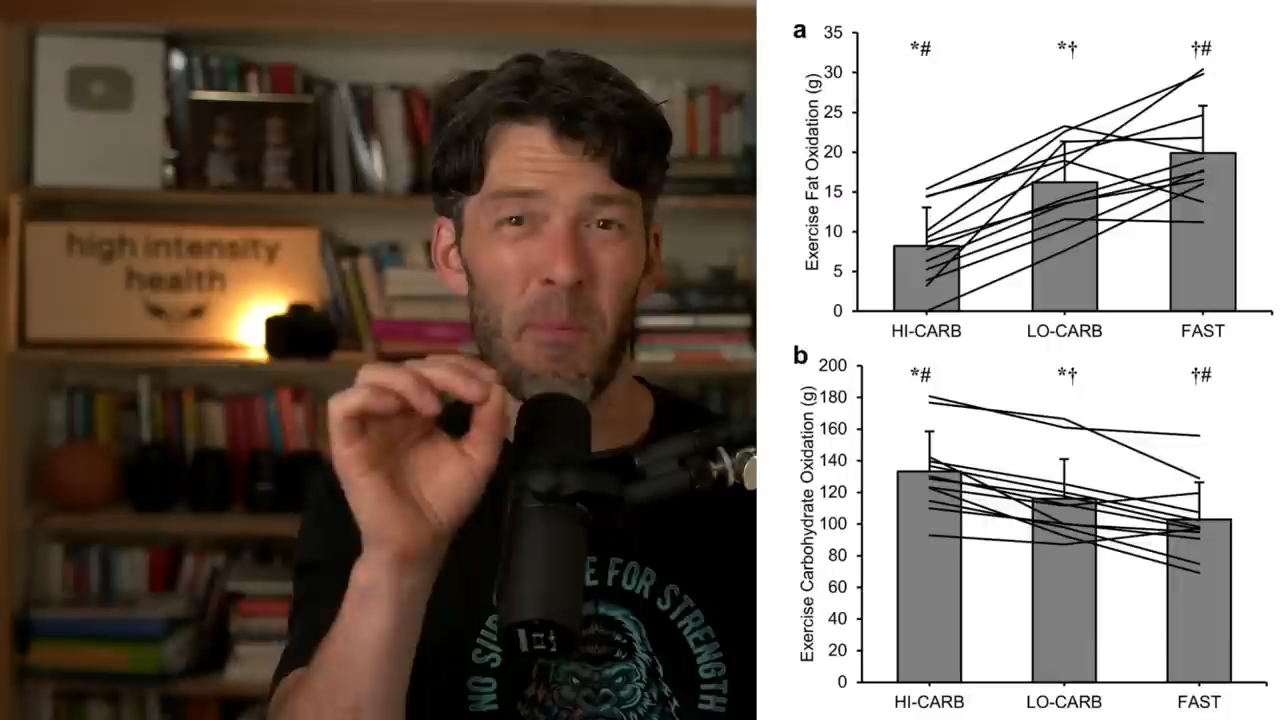 high intensity
health
NO SUB
E FOR STRENGTH
a
Exercise Fat Oxidation (g)
35
30
25
20
15
10
5
0
*#
*†
†#
HI-CARB
LO-CARB
FAST
b
Exercise Carbohydrate Oxidation (g)
200
180
160
140
120
100
80
60
40
20
0
*#
*†
†#
HI-CARB
LO-CARB
FAST